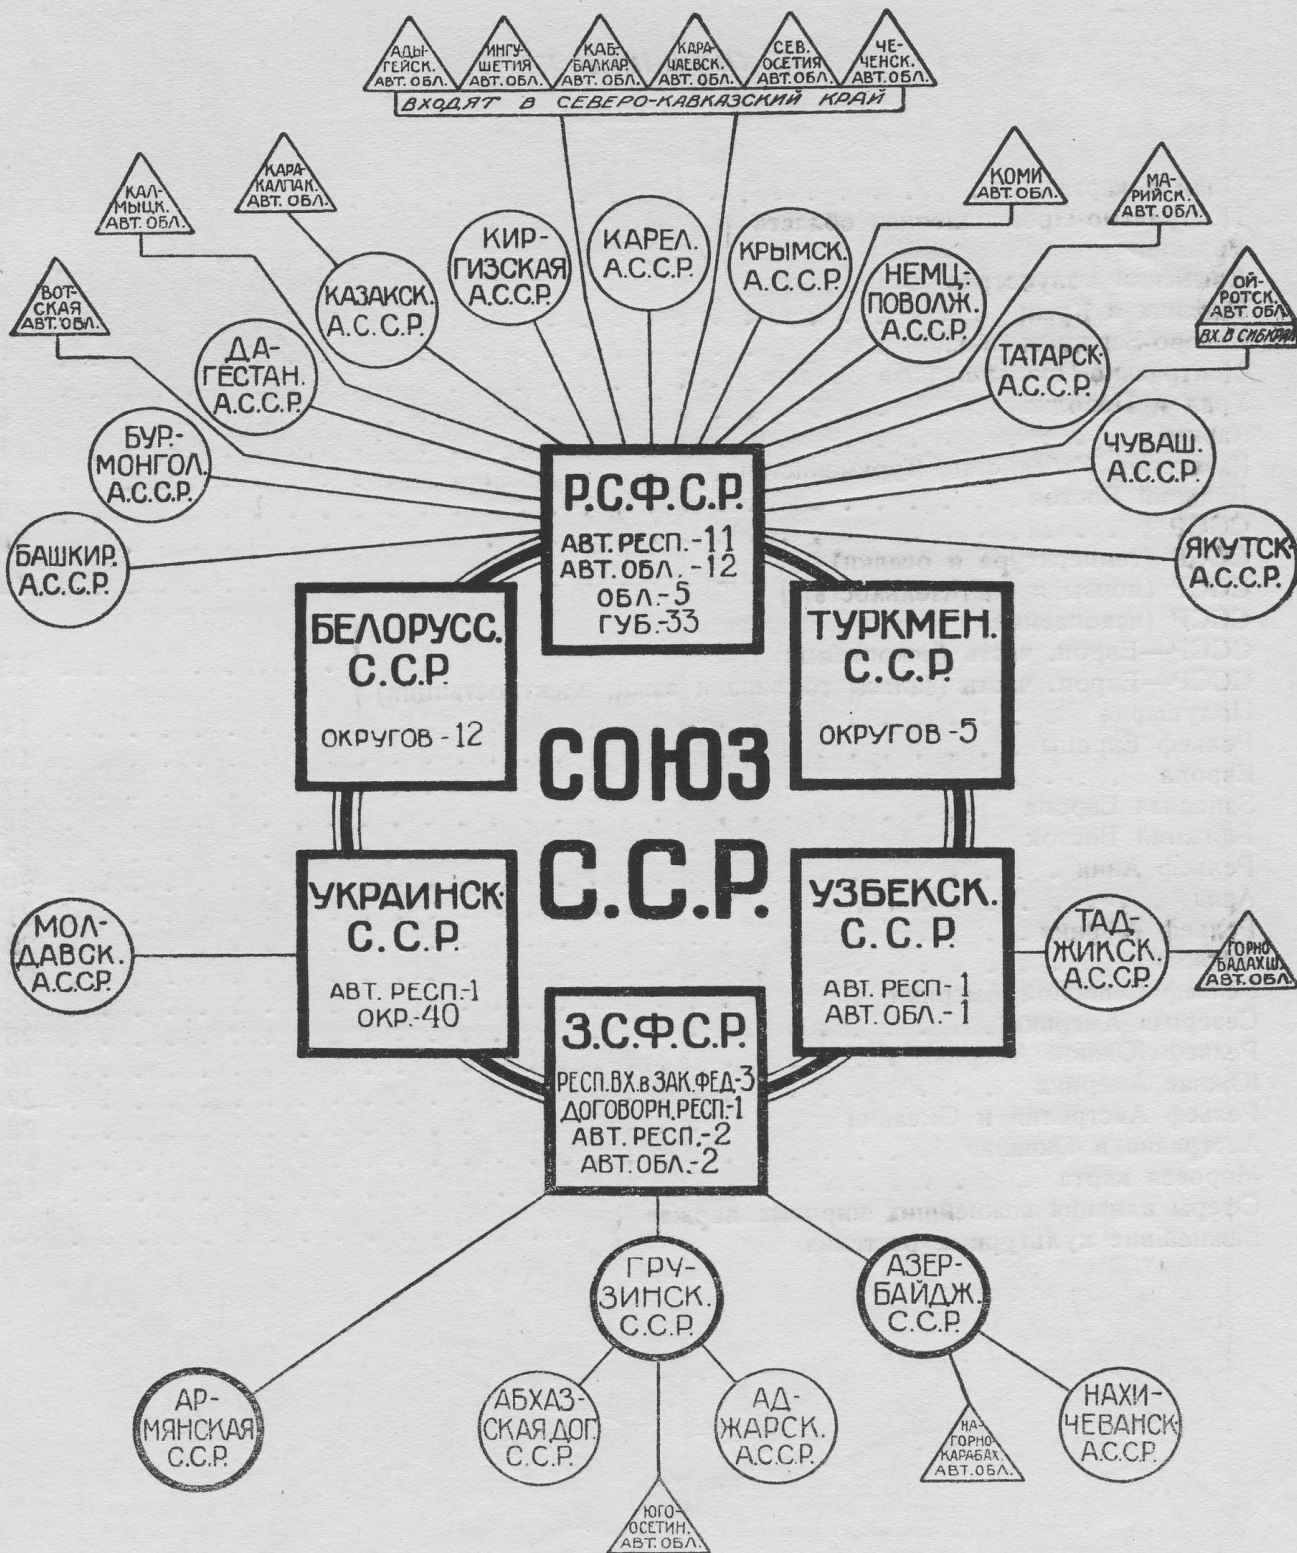 АДЫ-
ГЕЙСК.
АВТ. ОБЛ.
ИНГУ-
ШЕТИЯ
АВТ. ОБЛ.
КАБ-
БАЛКАР.
АВТ. ОБЛ.
КАРА-
ЧАЕВСК.
АВТ. ОБЛ.
СЕВ.
ОСЕТИЯ
АВТ. ОБЛ.
ЧЕ-
ЧЕНСК.
АВТ. ОБЛ.
ВХОДЯТ В СЕВЕРО-КАВКАЗСКИЙ КРАЙ
КАЛ-
МЫЦК.
АВТ. ОБЛ.
КАРА-
КАЛПАК.
АВТ. ОБЛ.
КОМИ
АВТ. ОБЛ.
МА-
РИЙСК.
АВТ. ОБЛ.
ВОТ-
СКАЯ
АВТ. ОБЛ.
ОЙ-
РОТСК.
АВТ. ОБЛ.
ВХ. В СИБКРАЙ
КАЗАКСК.
А.С.С.Р.
КИР-
ГИЗСКАЯ
А.С.С.Р.
КАРЕЛ.
А.С.С.Р.
КРЫМСК.
А.С.С.Р.
НЕМЦ-
ПОВОЛЖ.
А.С.С.Р.
ДА-
ГЕСТАН.
А.С.С.Р.
ТАТАРСК.
А.С.С.Р.
БУР.-
МОНГОЛ.
А.С.С.Р.
ЧУВАШ.
А.С.С.Р.
БАШКИР.
А.С.С.Р.
ЯКУТСК.
А.С.С.Р.
Р.С.Ф.С.Р.
АВТ. РЕСП.-11
АВТ. ОБЛ. -12
ОБЛ.-5
ГУБ.-33
БЕЛОРУСС.
С.С.Р.
ОКРУГОВ - 12
ТУРКМЕН.
С.С.Р.
ОКРУГОВ -5
СОЮЗ
С.С.Р.
УКРАИНСК.
С.С.Р.
АВТ. РЕСП.-1
ОКР.-40
УЗБЕКСК.
С.С.Р.
АВТ. РЕСП- 1
АВТ. ОБЛ.-1
МОЛ-
ДАВСК.
А.С.С.Р.
ТАД-
ЖИКСК.
А.С.С.Р.
ГОРНО
БАДАХШ.
АВТ. ОБЛ.
З.С.Ф.С.Р.
РЕСП. ВХ. в ЗАК. ФЕД.-3
ДОГОВОРН. РЕСП.-1
АВТ. РЕСП.-2
АВТ. ОБЛ.-2
ГРУ-
ЗИНСК.
С.С.Р.
АЗЕР-
БАЙДЖ.
С.С.Р.
АР-
МЯНСКАЯ
С.С.Р.
АБХАЗ-
СКАЯ ДОГ.
С.С.Р.
АД-
ЖАРСК.
А.С.С.Р.
НА-
ГОРНО-
КАРАБАХ.
АВТ. ОБЛ.
НАХИ-
ЧЕВАНСК.
А.С.С.Р.
ЮГО-
ОСЕТИН.
АВТ. ОБЛ.